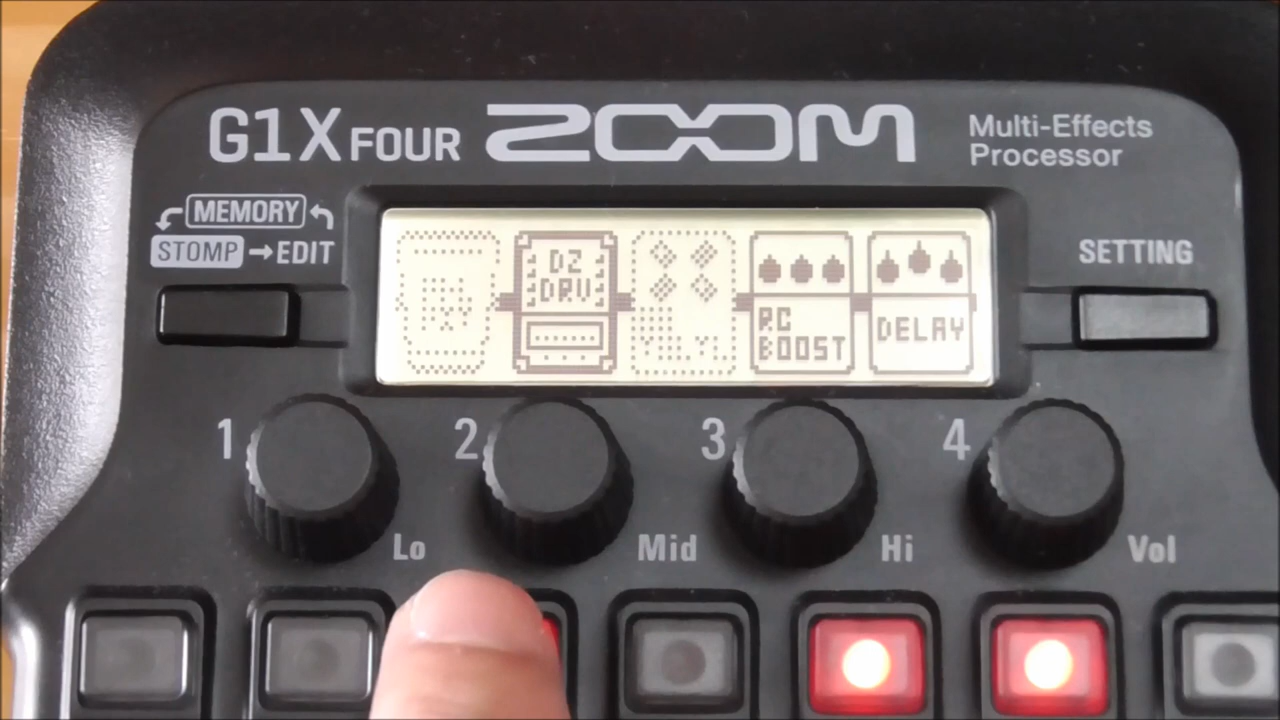 G1X FOUR ZOOM Multi-Effects Processor
MEMORY
STOMP → EDIT
SETTING
DZ
DRV
RC
BOOST
DELAY
1 2 3 4
Lo Mid Hi Vol